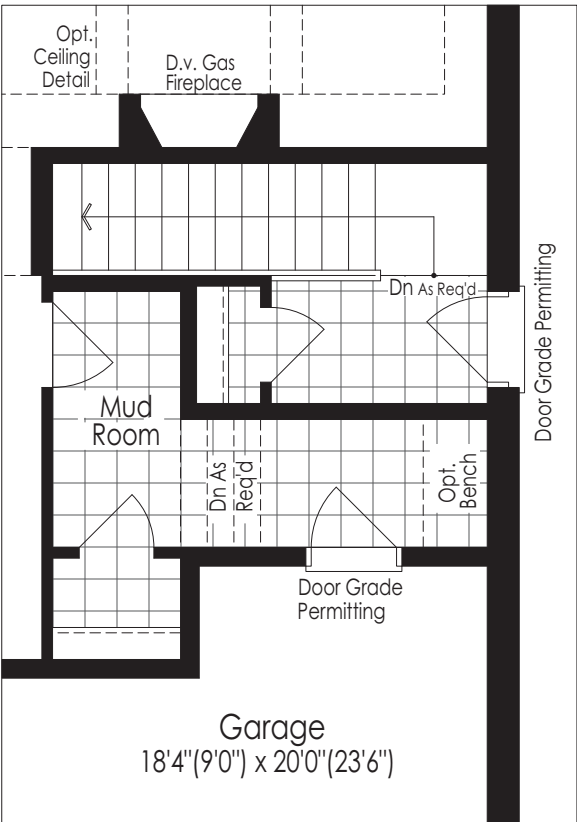 Opt.
Ceiling
Detail
D.v. Gas
Fireplace
Dn As Req'd
Door Grade Permitting
Mud
Room
Dn As
Req'd
Opt.
Bench
Door Grade
Permitting
Garage
18'4"(9'0") x 20'0"(23'6")